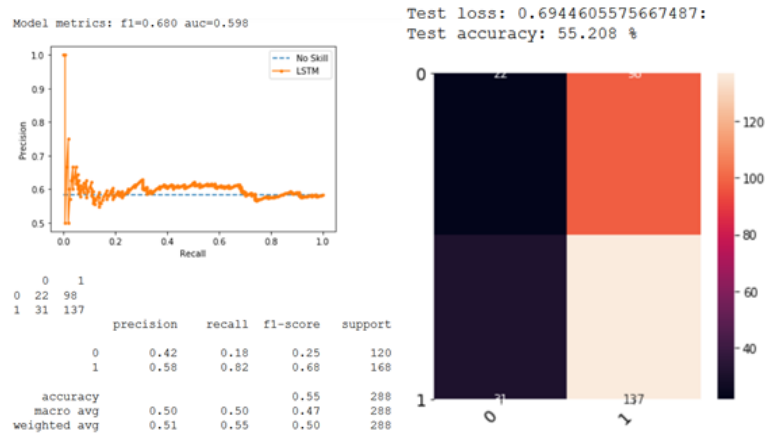 Model metrics: f1=0.680 auc=0.598
1.0
0.9
0.8
0.7
0.6
0.5
Precision
No Skill
LSTM
0.0 0.2 0.4 0.6 0.8 1.0
Recall
0 1
0 22 98
1 31 137
precision recall f1-score support
0 0.42 0.18 0.25 120
1 0.58 0.82 0.68 168
accuracy 0.55 288
macro avg 0.50 0.50 0.47 288
weighted avg 0.51 0.55 0.50 288
Test loss: 0.6944605575667487:
Test accuracy: 55.208 %
0
22 98
1
31 137
0 1
120
100
80
60
40